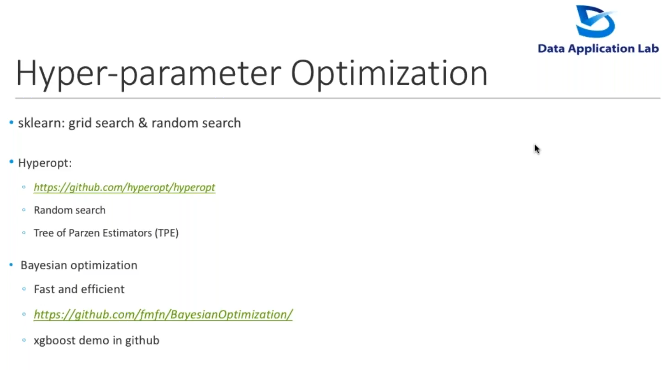 Data Application Lab
Hyper-parameter Optimization
• sklearn: grid search & random search
• Hyperopt:
◦ https://github.com/hyperopt/hyperopt
◦ Random search
◦ Tree of Parzen Estimators (TPE)
• Bayesian optimization
◦ Fast and efficient
◦ https://github.com/fmfn/BayesianOptimization/
◦ xgboost demo in github